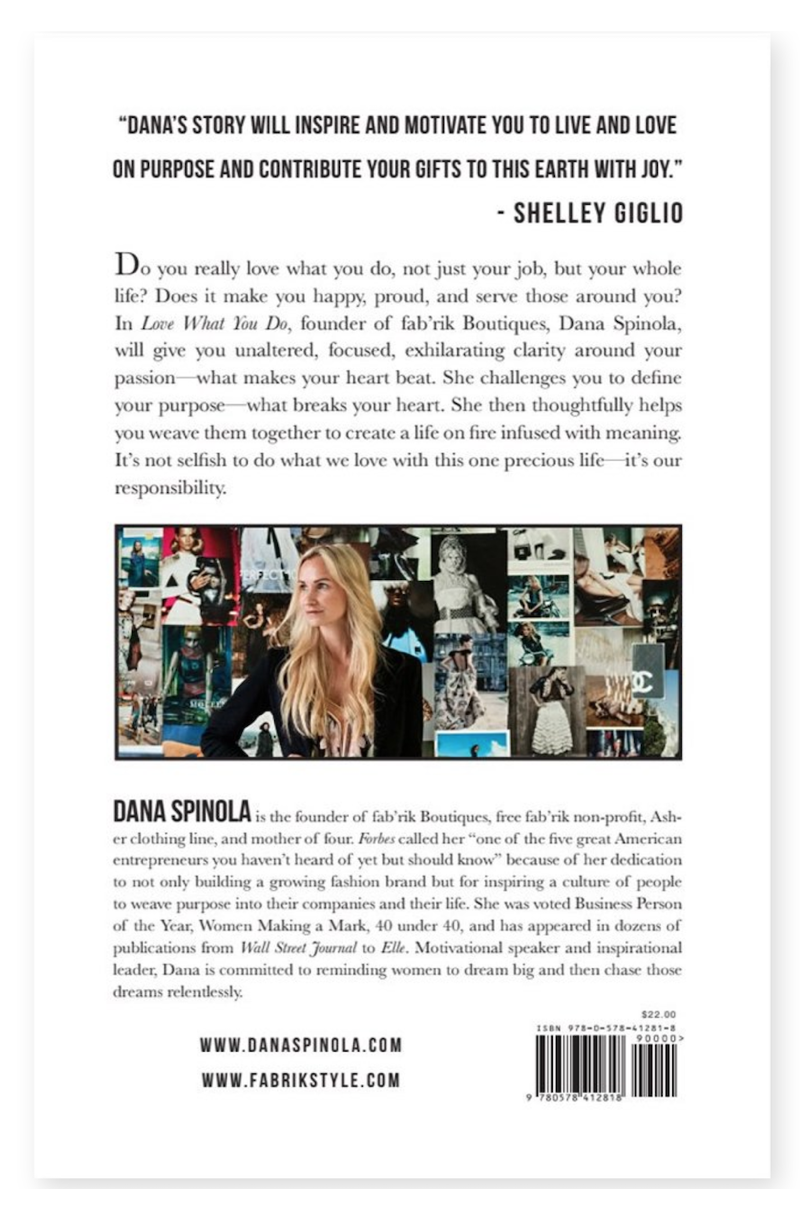 “DANA’S STORY WILL INSPIRE AND MOTIVATE YOU TO LIVE AND LOVE
ON PURPOSE AND CONTRIBUTE YOUR GIFTS TO THIS EARTH WITH JOY.”
- SHELLEY GIGLIO
Do you really love what you do, not just your job, but your whole
life? Does it make you happy, proud, and serve those around you?
In Love What You Do, founder of fab’rik Boutiques, Dana Spinola,
will give you unaltered, focused, exhilarating clarity around your
passion—what makes your heart beat. She challenges you to define
your purpose—what breaks your heart. She then thoughtfully helps
you weave them together to create a life on fire infused with meaning.
It’s not selfish to do what we love with this one precious life—it’s our
responsibility.
DANA SPINOLA is the founder of fab’rik Boutiques, free fab’rik non-profit, Ash-
er clothing line, and mother of four. Forbes called her “one of the five great American
entrepreneurs you haven’t heard of yet but should know” because of her dedication
to not only building a growing fashion brand but for inspiring a culture of people
to weave purpose into their companies and their life. She was voted Business Person
of the Year, Women Making a Mark, 40 under 40, and has appeared in dozens of
publications from Wall Street Journal to Elle. Motivational speaker and inspirational
leader, Dana is committed to reminding women to dream big and then chase those
dreams relentlessly.
WWW.DANASPINOLA.COM
WWW.FABRIKSTYLE.COM
$22.00
ISBN 978-0-578-41281-8
90000>
9 780578 412818